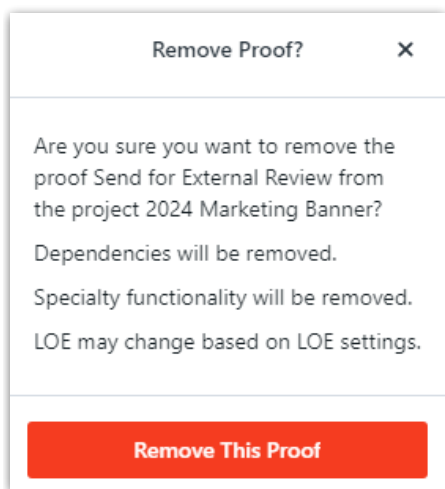 Remove Proof?
Are you sure you want to remove the
proof Send for External Review from
the project 2024 Marketing Banner?
Dependencies will be removed.
Specialty functionality will be removed.
LOE may change based on LOE settings.
Remove This Proof